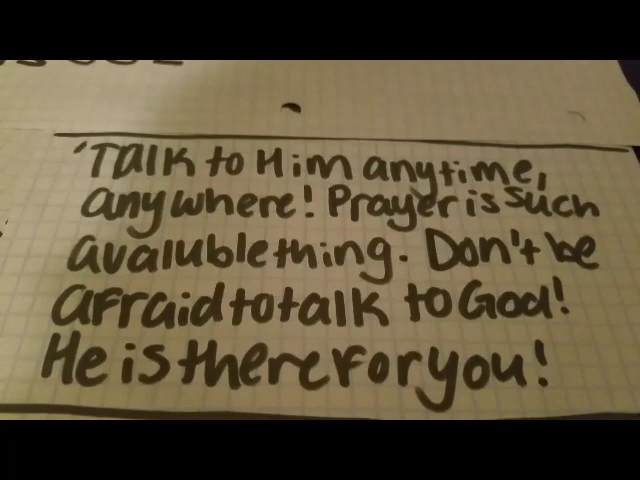 'Talk to Him anytime,
anywhere! Prayer is such
a valuble thing. Don't be
afraid to talk to God!
He is there for you!